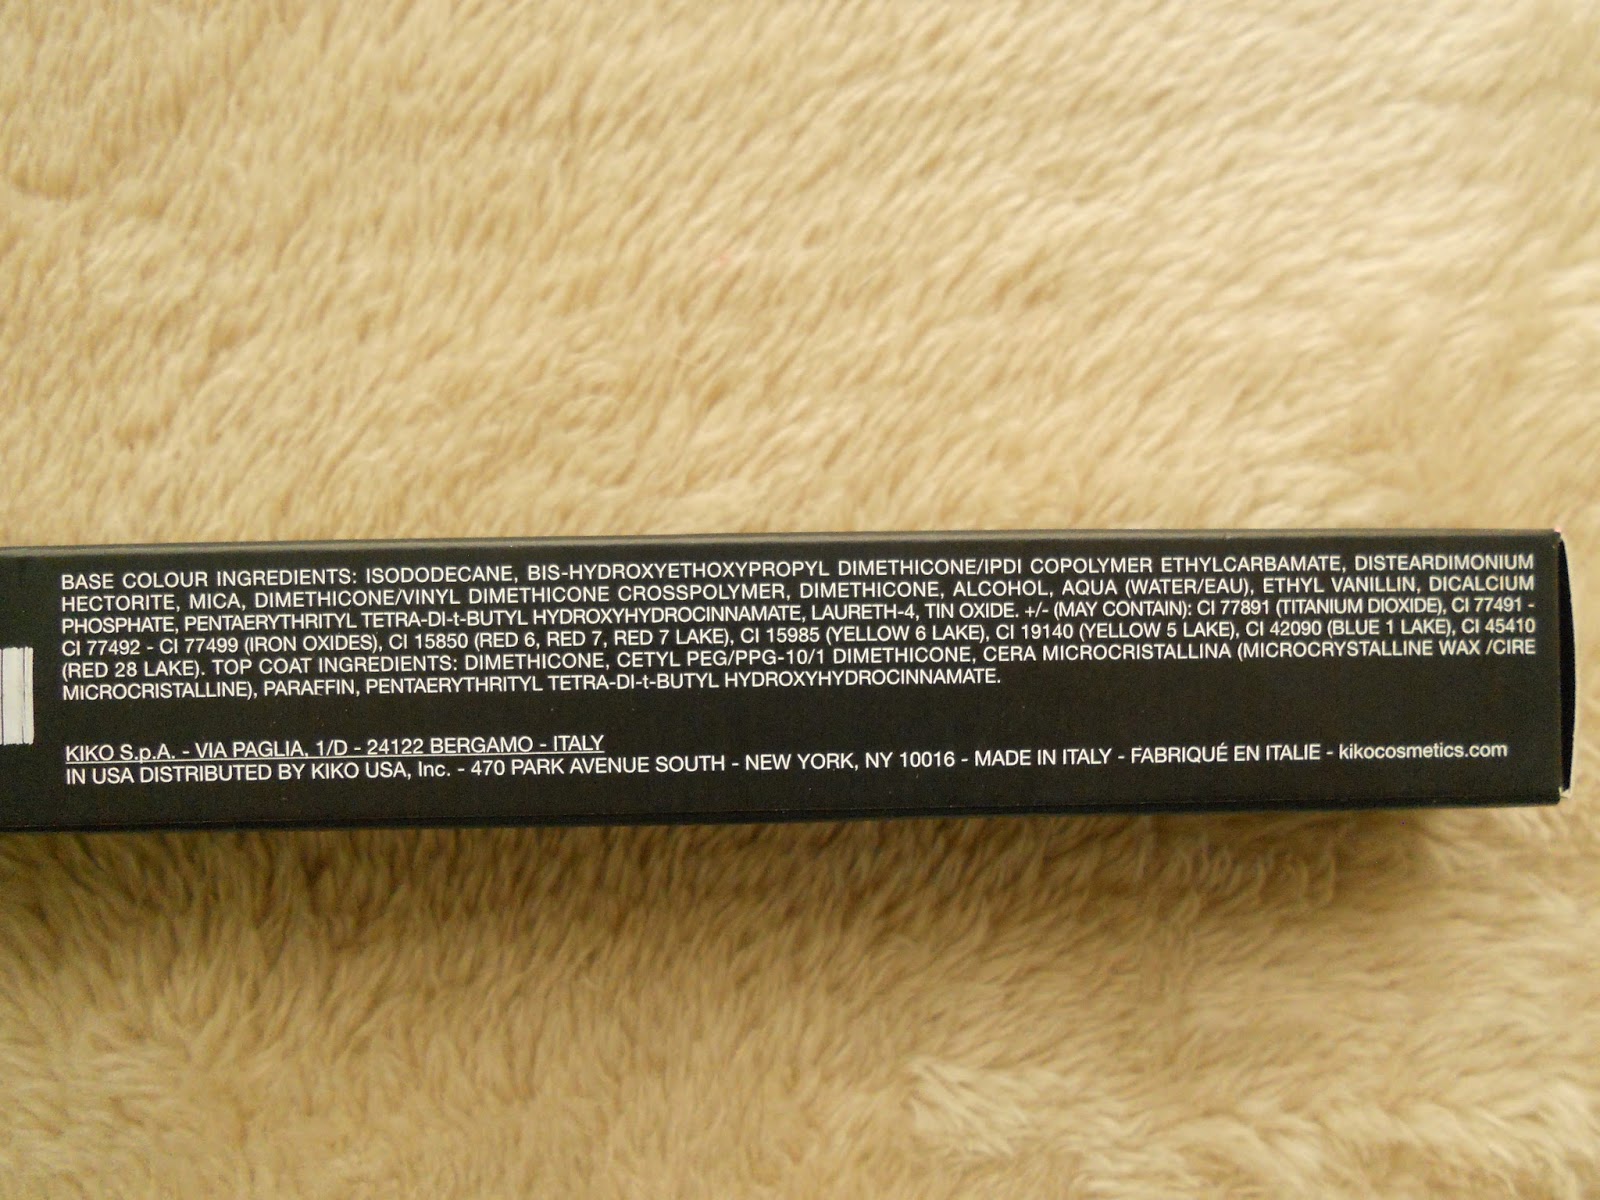 BASE COLOUR INGREDIENTS: ISODODECANE, BIS-HYDROXYETHOXYPROPYL DIMETHICONE/IPDI COPOLYMER ETHYLCARBAMATE, DISTEARDIMONIUM
HECTORITE, MICA, DIMETHICONE/VINYL DIMETHICONE CROSSPOLYMER, DIMETHICONE, ALCOHOL, AQUA (WATER/EAU), ETHYL VANILLIN, DICALCIUM
PHOSPHATE, PENTAERYTHRITYL TETRA-DI-t-BUTYL HYDROXYHYDROCINNAMATE, LAURETH-4, TIN OXIDE. +/- (MAY CONTAIN): CI 77891 (TITANIUM DIOXIDE), CI 77491 -
CI 77492 - CI 77499 (IRON OXIDES), CI 15850 (RED 6, RED 7, RED 7 LAKE), CI 15985 (YELLOW 6 LAKE), CI 19140 (YELLOW 5 LAKE), CI 42090 (BLUE 1 LAKE), CI 45410
(RED 28 LAKE). TOP COAT INGREDIENTS: DIMETHICONE, CETYL PEG/PPG-10/1 DIMETHICONE, CERA MICROCRISTALLINA (MICROCRYSTALLINE WAX /CIRE
MICROCRISTALLINE), PARAFFIN, PENTAERYTHRITYL TETRA-DI-t-BUTYL HYDROXYHYDROCINNAMATE.
KIKO S.p.A. - VIA PAGLIA, 1/D - 24122 BERGAMO - ITALY
IN USA DISTRIBUTED BY KIKO USA, Inc. - 470 PARK AVENUE SOUTH - NEW YORK, NY 10016 - MADE IN ITALY - FABRIQUÉ EN ITALIE - kikocosmetics.com